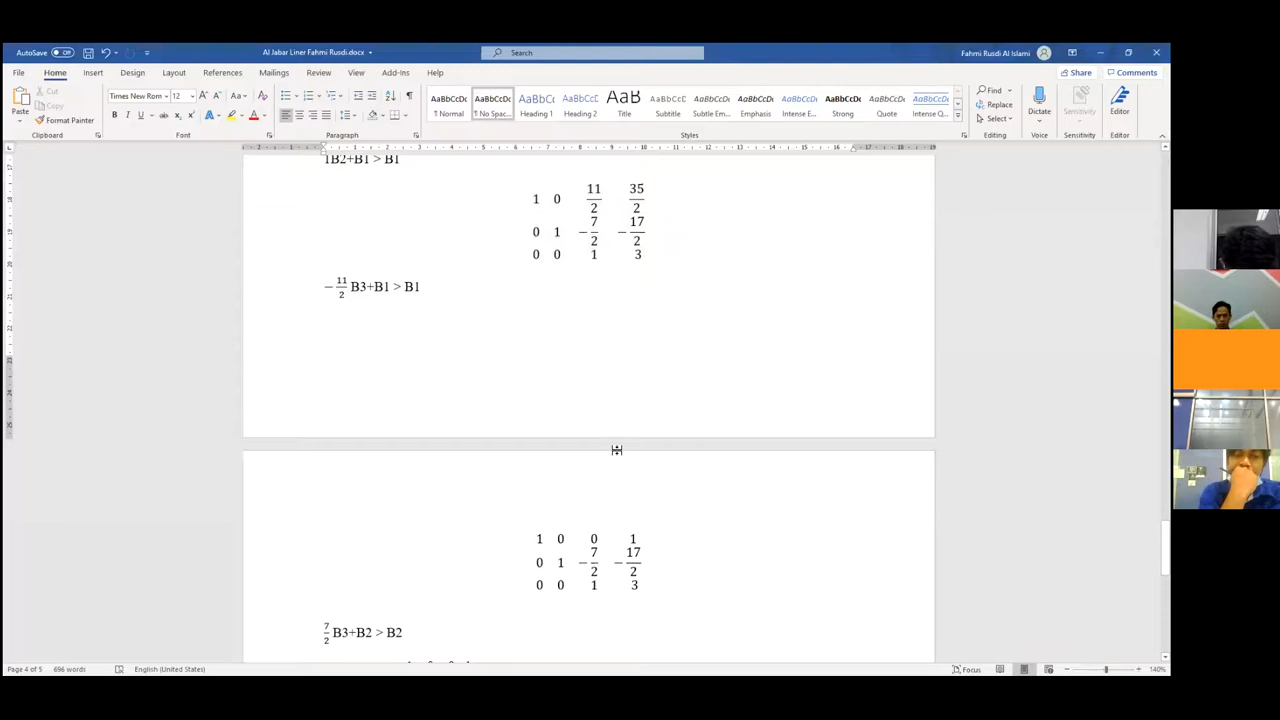 AutoSave Off
Al Jabar Liner Fahmi Rusdi.docx
Search
Fahmi Rusdi Al Islami
File Home Insert Design Layout References Mailings Review View Add-Ins Help
Share Comments
Paste
Cut
Copy
Format Painter
Clipboard
Times New Rom 12
Font
Paragraph
AaBbCcDc AaBbCcDc AaBbCc AaBbCcD AaB AaBbCcD AaBbCcDc AaBbCcDc AaBbCcDc AaBbCcDc AaBbCcDc AaBbCcDc
¶ Normal ¶ No Spac... Heading 1 Heading 2 Title Subtitle Subtle Em... Emphasis Intense E... Strong Quote Intense Q...
Styles
Find
Replace
Select
Editing
Dictate
Voice
Sensitivity
Sensitivity
Editor
Editor
1B2+B1 > B1
1 0 11/2 35/2
0 1 −7/2 −17/2
0 0 1 3
−11/2 B3+B1 > B1
1 0 0 1
0 1 −7/2 −17/2
0 0 1 3
7/2 B3+B2 > B2
Page 4 of 5 696 words English (United States) Focus 140%